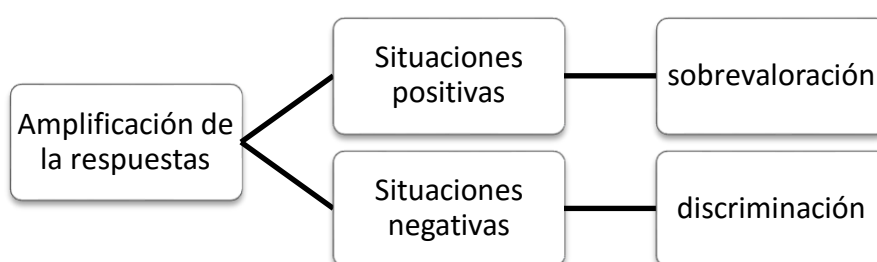 Amplificación de
la respuestas
Situaciones
positivas
sobrevaloración
Situaciones
negativas
discriminación